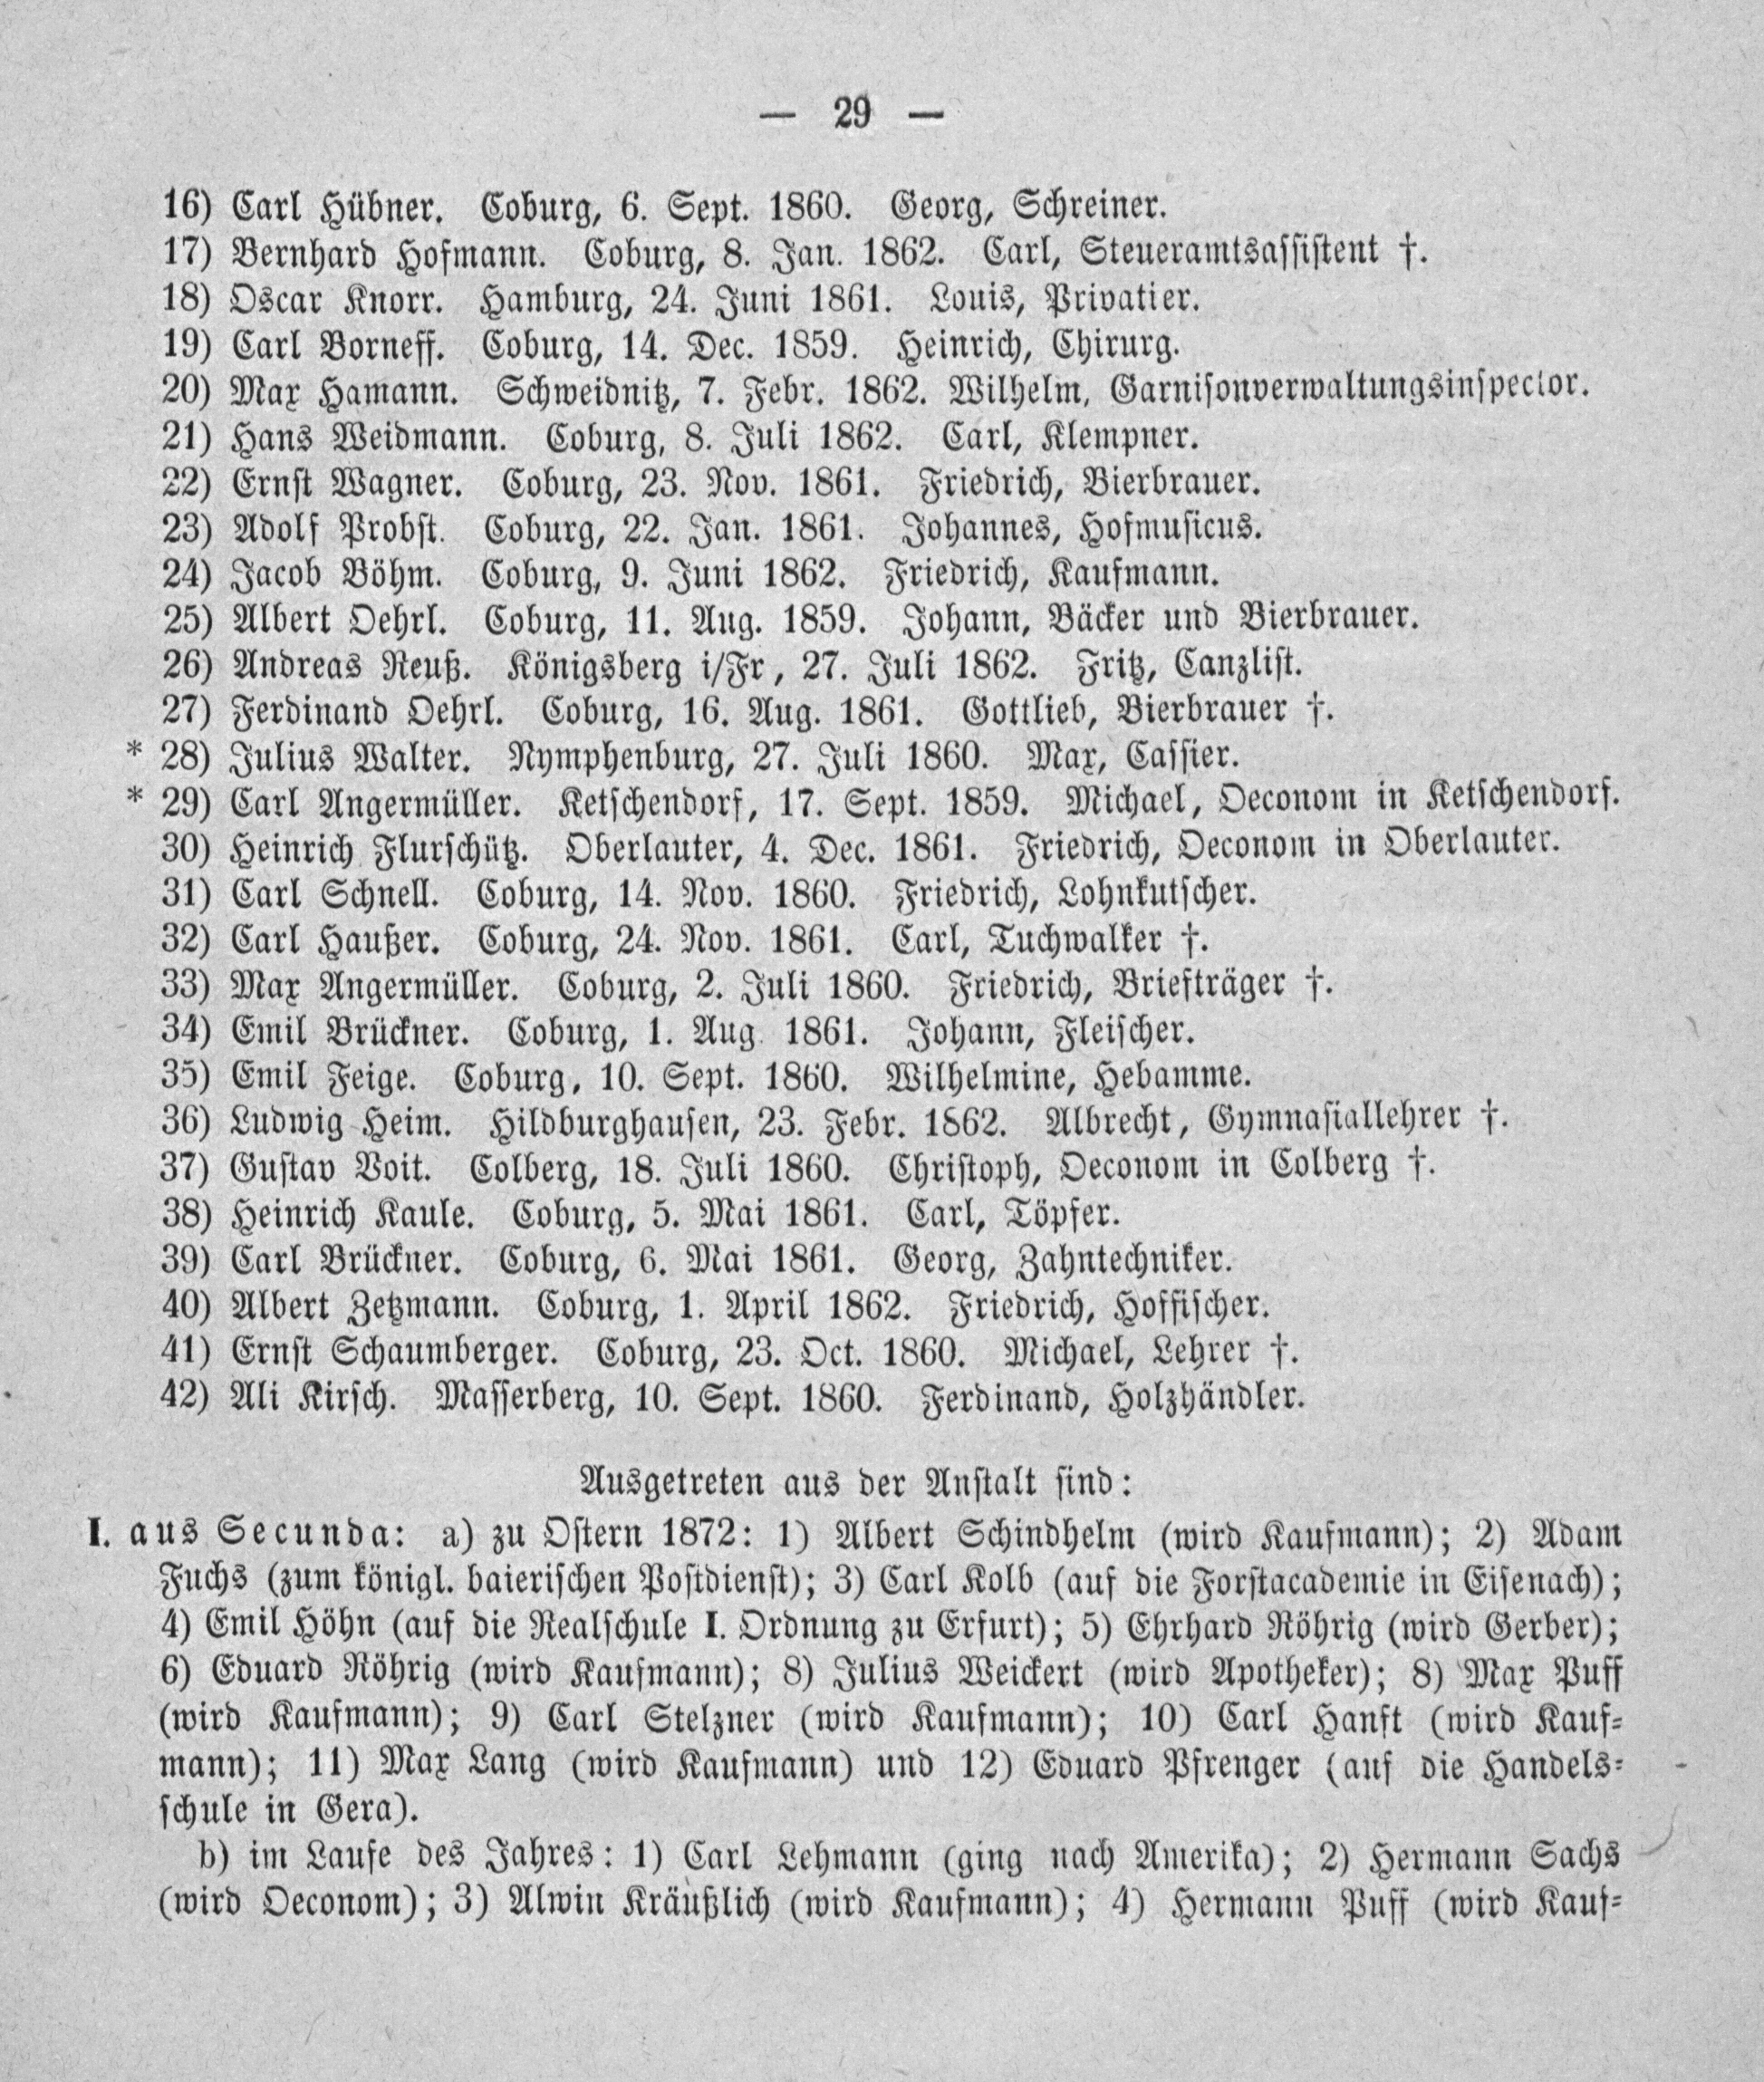 — 29 —
16) Carl Hübner. Coburg, 6. Sept. 1860. Georg, Schreiner.
17) Bernhard Hofmann. Coburg, 8. Jan. 1862. Carl, Steueramtsassistent †.
18) Oscar Knorr. Hamburg, 24. Juni 1861. Louis, Privatier.
19) Carl Borneff. Coburg, 14. Dec. 1859. Heinrich, Chirurg.
20) Max Hamann. Schweidnitz, 7. Febr. 1862. Wilhelm, Garnisonverwaltungsinspector.
21) Hans Weidmann. Coburg, 8. Juli 1862. Carl, Klempner.
22) Ernst Wagner. Coburg, 23. Nov. 1861. Friedrich, Bierbrauer.
23) Adolf Probst. Coburg, 22. Jan. 1861. Johannes, Hofmusicus.
24) Jacob Böhm. Coburg, 9. Juni 1862. Friedrich, Kaufmann.
25) Albert Oehrl. Coburg, 11. Aug. 1859. Johann, Bäcker und Bierbrauer.
26) Andreas Reuß. Königsberg i/Fr, 27. Juli 1862. Fritz, Canzlist.
27) Ferdinand Oehrl. Coburg, 16. Aug. 1861. Gottlieb, Bierbrauer †.
* 28) Julius Walter. Nymphenburg, 27. Juli 1860. Max, Cassier.
* 29) Carl Angermüller. Ketschendorf, 17. Sept. 1859. Michael, Oeconom in Ketschendorf.
30) Heinrich Flurschütz. Oberlauter, 4. Dec. 1861. Friedrich, Oeconom in Oberlauter.
31) Carl Schnell. Coburg, 14. Nov. 1860. Friedrich, Lohnkutscher.
32) Carl Haußer. Coburg, 24. Nov. 1861. Carl, Tuchwalker †.
33) Max Angermüller. Coburg, 2. Juli 1860. Friedrich, Briefträger †.
34) Emil Brückner. Coburg, 1. Aug. 1861. Johann, Fleischer.
35) Emil Feige. Coburg, 10. Sept. 1860. Wilhelmine, Hebamme.
36) Ludwig Heim. Hildburghausen, 23. Febr. 1862. Albrecht, Gymnasiallehrer †.
37) Gustav Voit. Colberg, 18. Juli 1860. Christoph, Oeconom in Colberg †.
38) Heinrich Kaule. Coburg, 5. Mai 1861. Carl, Töpfer.
39) Carl Brückner. Coburg, 6. Mai 1861. Georg, Zahntechniker.
40) Albert Zetzmann. Coburg, 1. April 1862. Friedrich, Hoffischer.
41) Ernst Schaumberger. Coburg, 23. Oct. 1860. Michael, Lehrer †.
42) Ali Kirsch. Masserberg, 10. Sept. 1860. Ferdinand, Holzhändler.
Ausgetreten aus der Anstalt sind:
I. aus Secunda: a) zu Ostern 1872: 1) Albert Schindhelm (wird Kaufmann); 2) Adam
Fuchs (zum königl. baierischen Postdienst); 3) Carl Kolb (auf die Forstacademie in Eisenach);
4) Emil Höhn (auf die Realschule I. Ordnung zu Erfurt); 5) Ehrhard Röhrig (wird Gerber);
6) Eduard Röhrig (wird Kaufmann); 8) Julius Weickert (wird Apotheker); 8) Max Puff
(wird Kaufmann); 9) Carl Stelzner (wird Kaufmann); 10) Carl Hanft (wird Kauf-
mann); 11) Max Lang (wird Kaufmann) und 12) Eduard Pfrenger (auf die Handels-
schule in Gera).
b) im Laufe des Jahres: 1) Carl Lehmann (ging nach Amerika); 2) Hermann Sachs
(wird Oeconom); 3) Alwin Kräußlich (wird Kaufmann); 4) Hermann Puff (wird Kauf-